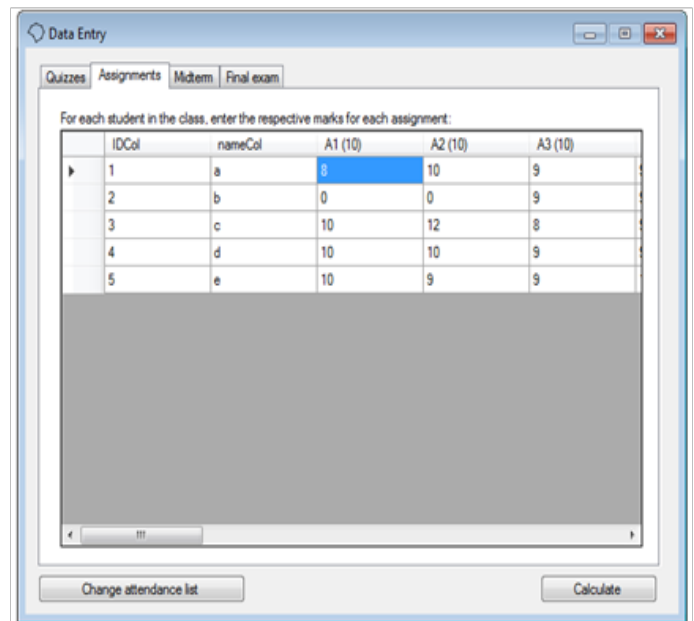 Data Entry
Quizzes Assignments Midterm Final exam
For each student in the class, enter the respective marks for each assignment:
IDCol nameCol A1 (10) A2 (10) A3 (10)
1 a 8 10 9
2 b 0 0 9
3 c 10 12 8
4 d 10 10 9
5 e 10 9 9
Change attendance list Calculate